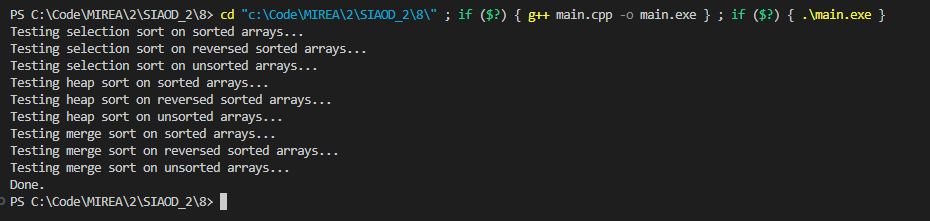 PS C:\Code\MIREA\2\SIAOD_2\8> cd "c:\Code\MIREA\2\SIAOD_2\8\" ; if ($?) { g++ main.cpp -o main.exe } ; if ($?) { .\main.exe }
Testing selection sort on sorted arrays...
Testing selection sort on reversed sorted arrays...
Testing selection sort on unsorted arrays...
Testing heap sort on sorted arrays...
Testing heap sort on reversed sorted arrays...
Testing heap sort on unsorted arrays...
Testing merge sort on sorted arrays...
Testing merge sort on reversed sorted arrays...
Testing merge sort on unsorted arrays...
Done.
PS C:\Code\MIREA\2\SIAOD_2\8>